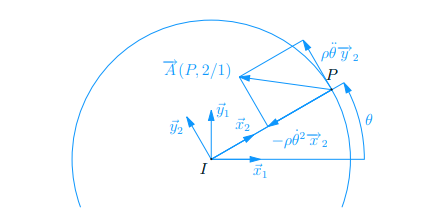 ρθ̈ y⃗ ₂
A⃗(P, 2/1)
P
y⃗₁
θ
y⃗₂
x⃗₂
−ρθ̇² x⃗ ₂
I
x⃗₁